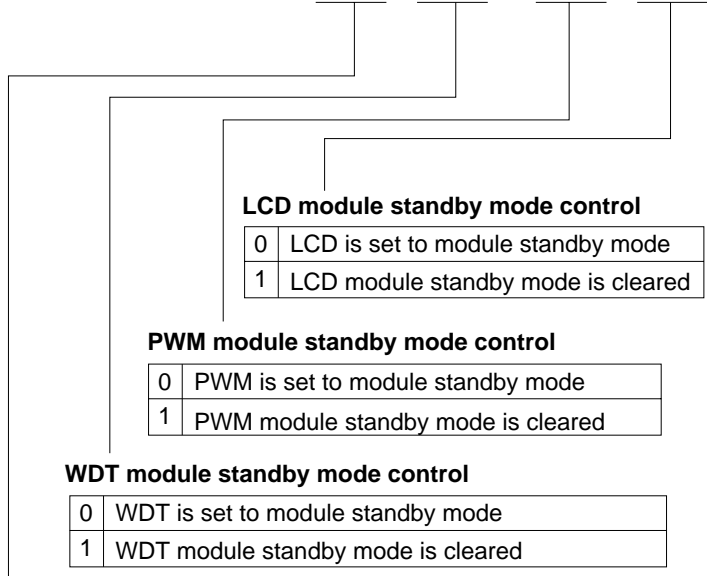 LCD module standby mode control
0 LCD is set to module standby mode
1 LCD module standby mode is cleared
PWM module standby mode control
0 PWM is set to module standby mode
1 PWM module standby mode is cleared
WDT module standby mode control
0 WDT is set to module standby mode
1 WDT module standby mode is cleared